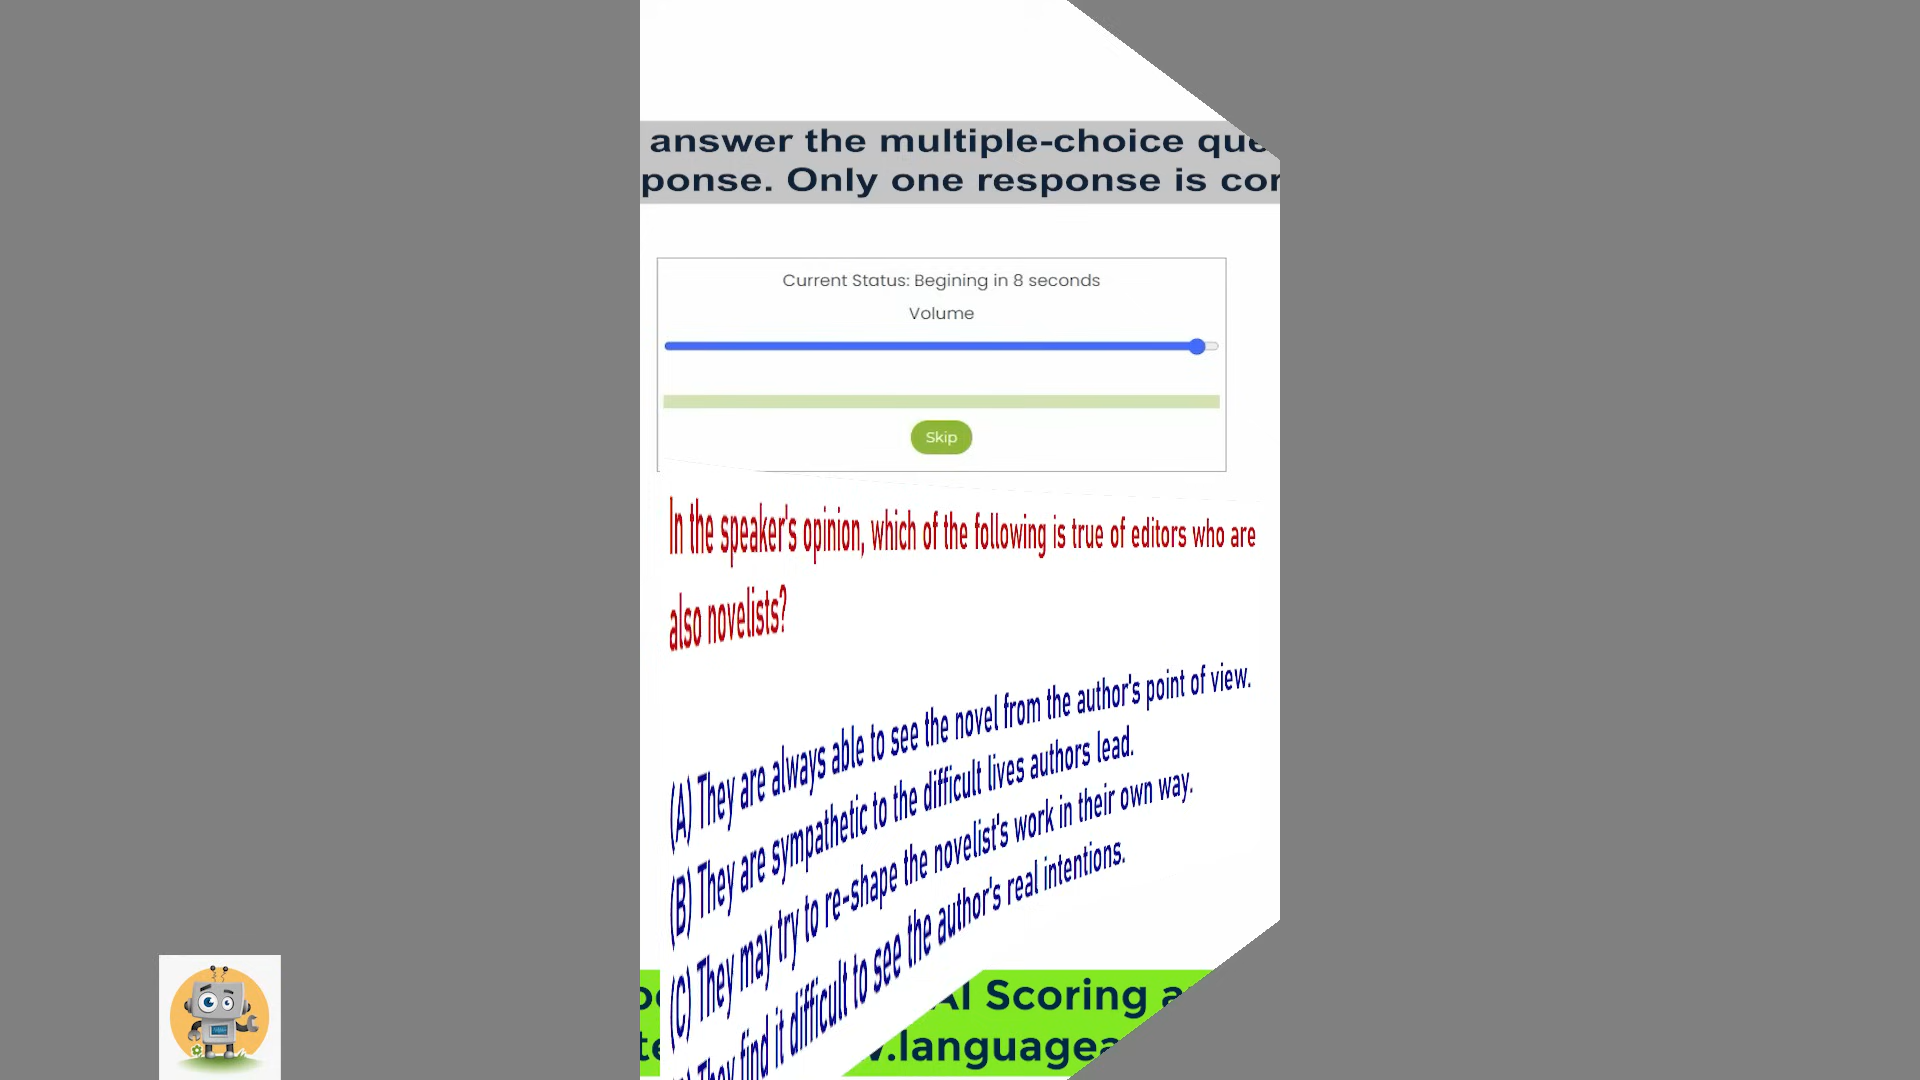 answer the multiple-choice que
ponse. Only one response is cor
Current Status: Begining in 8 seconds
Volume
Skip
In the speaker's opinion, which of the following is true of editors who are
also novelists?
(A) They are always able to see the novel from the author's point of view.
(B) They are sympathetic to the difficult lives authors lead.
(C) They may try to re-shape the novelist's work in their own way.
They find it difficult to see the author's real intentions.
AI Scoring a
.languagea